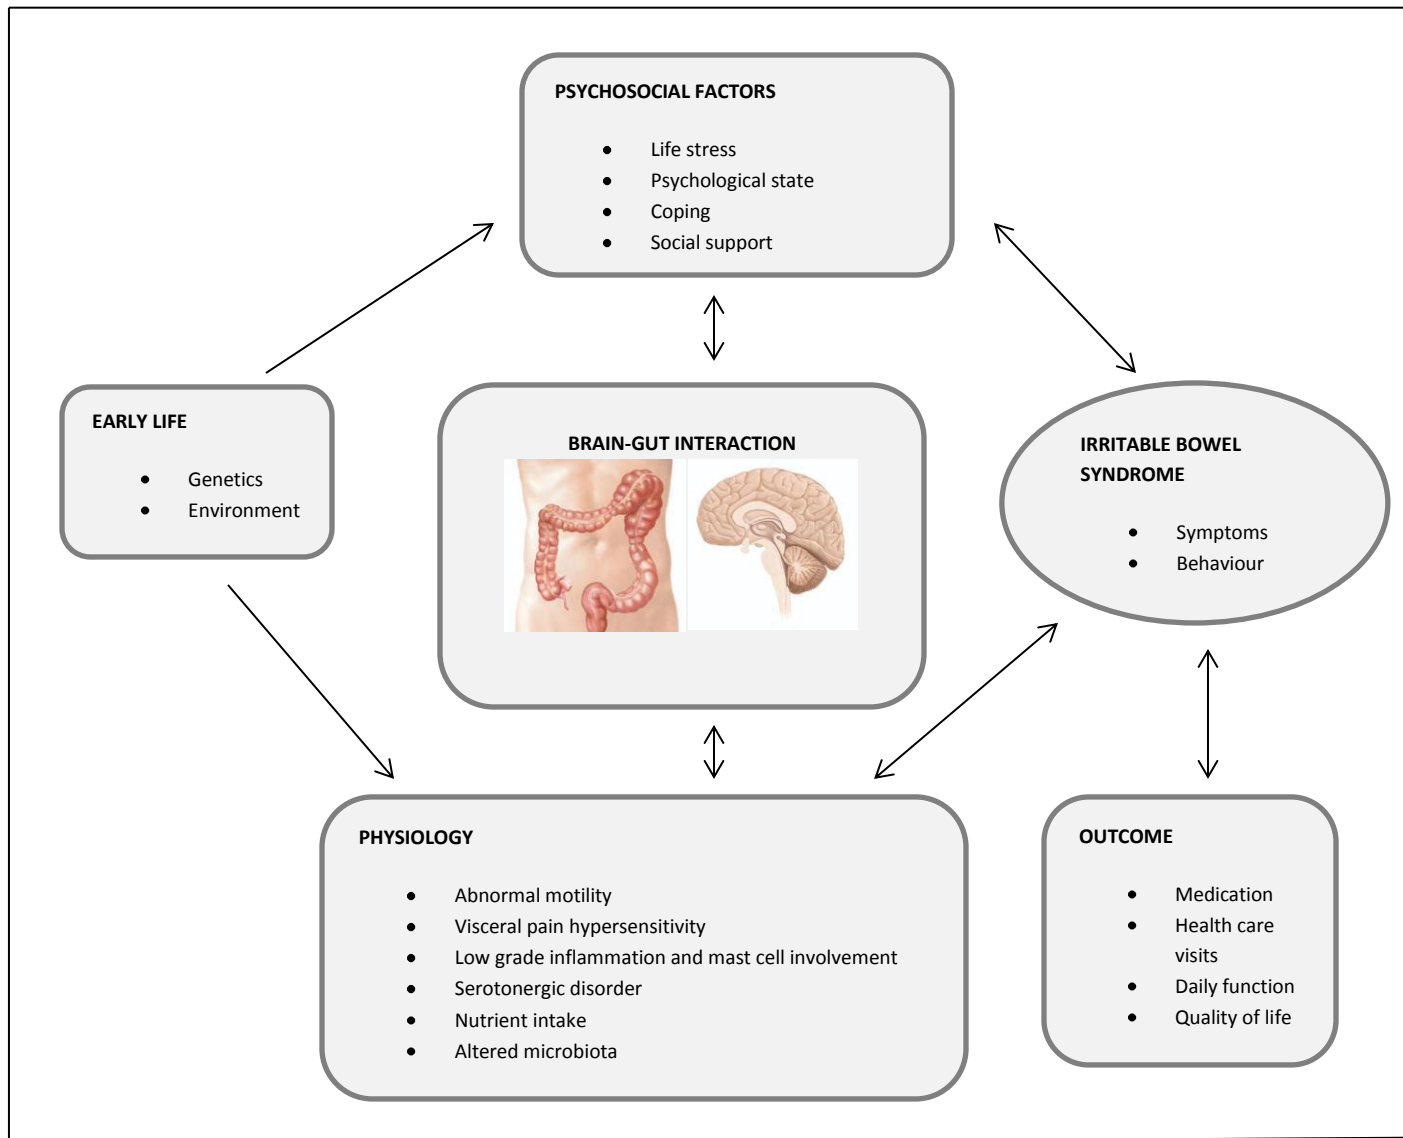 PSYCHOSOCIAL FACTORS
• Life stress
• Psychological state
• Coping
• Social support
EARLY LIFE
• Genetics
• Environment
BRAIN-GUT INTERACTION
IRRITABLE BOWEL
SYNDROME
• Symptoms
• Behaviour
PHYSIOLOGY
• Abnormal motility
• Visceral pain hypersensitivity
• Low grade inflammation and mast cell involvement
• Serotonergic disorder
• Nutrient intake
• Altered microbiota
OUTCOME
• Medication
• Health care
visits
• Daily function
• Quality of life